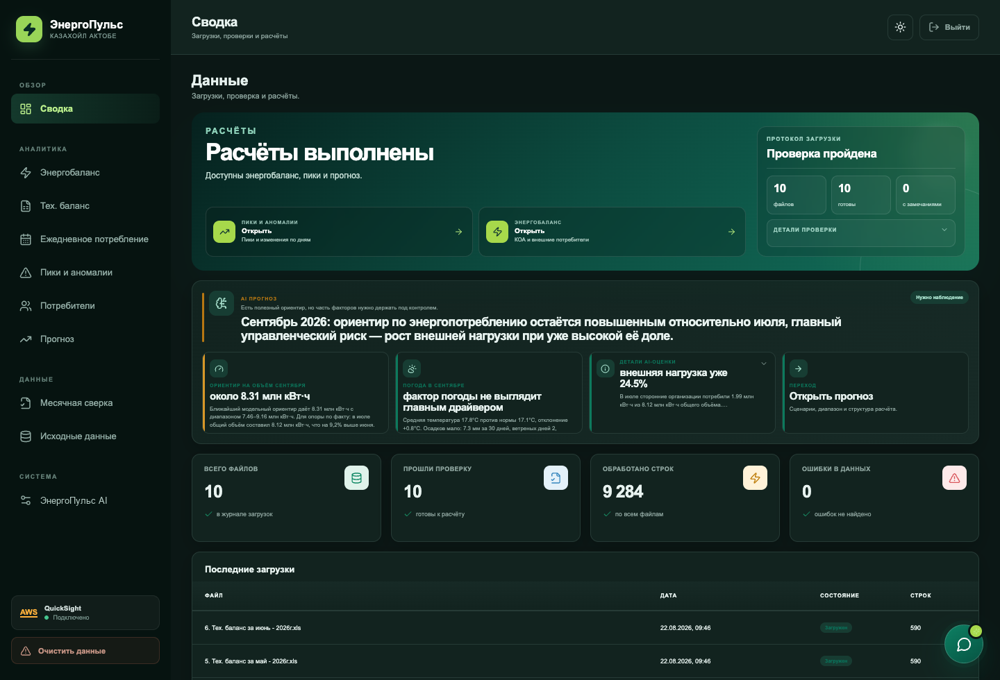 ЭнергоПульс
КАЗАХОЙЛ АКТОБЕ
ОБЗОР
Сводка
АНАЛИТИКА
Энергобаланс
Тех. баланс
Ежедневное потребление
Пики и аномалии
Потребители
Прогноз
ДАННЫЕ
Месячная сверка
Исходные данные
СИСТЕМА
ЭнергоПульс AI
AWS
QuickSight
Подключено
Очистить данные
Сводка
Загрузки, проверки и расчёты
Выйти
Данные
Загрузки, проверка и расчёты.
РАСЧЁТЫ
Расчёты выполнены
Доступны энергобаланс, пики и прогноз.
ПИКИ И АНОМАЛИИ
Открыть
Пики и изменения по дням
ЭНЕРГОБАЛАНС
Открыть
КОА и внешние потребители
ПРОТОКОЛ ЗАГРУЗКИ
Проверка пройдена
10
файлов
10
готовы
0
с замечаниями
ДЕТАЛИ ПРОВЕРКИ
AI ПРОГНОЗ
Есть полезный ориентир, но часть факторов нужно держать под контролем.
Нужно наблюдение
Сентябрь 2026: ориентир по энергопотреблению остаётся повышенным относительно июля, главный
управленческий риск — рост внешней нагрузки при уже высокой её доле.
ОРИЕНТИР НА ОБЪЁМ СЕНТЯБРЯ
около 8.31 млн кВт·ч
Ближайший модельный ориентир даёт 8.31 млн кВт·ч с
диапазоном 7.46–9.16 млн кВт·ч. Для опоры по факту: в июле
общий объём составил 8.12 млн кВт·ч, что на 9,2% выше июня.
ПОГОДА В СЕНТЯБРЕ
фактор погоды не выглядит
главным драйвером
Средняя температура 17.8°C против нормы 17.1°C, отклонение
+0.8°C. Осадков мало: 7.3 мм за 30 дней, ветреных дней 2,
ДЕТАЛИ AI-ОЦЕНКИ
внешняя нагрузка уже
24.5%
В июле сторонние организации потребили 1.99 млн
кВт·ч из 8.12 млн кВт·ч общего объёма.…
ПЕРЕХОД
Открыть прогноз
Сценарии, диапазон и структура расчёта.
ВСЕГО ФАЙЛОВ
10
в журнале загрузок
ПРОШЛИ ПРОВЕРКУ
10
готовы к расчёту
ОБРАБОТАНО СТРОК
9 284
по всем файлам
ОШИБКИ В ДАННЫХ
0
ошибок не найдено
Последние загрузки
ФАЙЛ ДАТА СОСТОЯНИЕ СТРОК
6. Тех. баланс за июнь - 2026г.xls 22.08.2026, 09:46 Загружен 590
5. Тех. баланс за май - 2026г.xls 22.08.2026, 09:46 Загружен 590